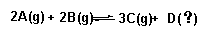 2A(g) + 2B(g) ⇌ 3C(g)+ D(?)